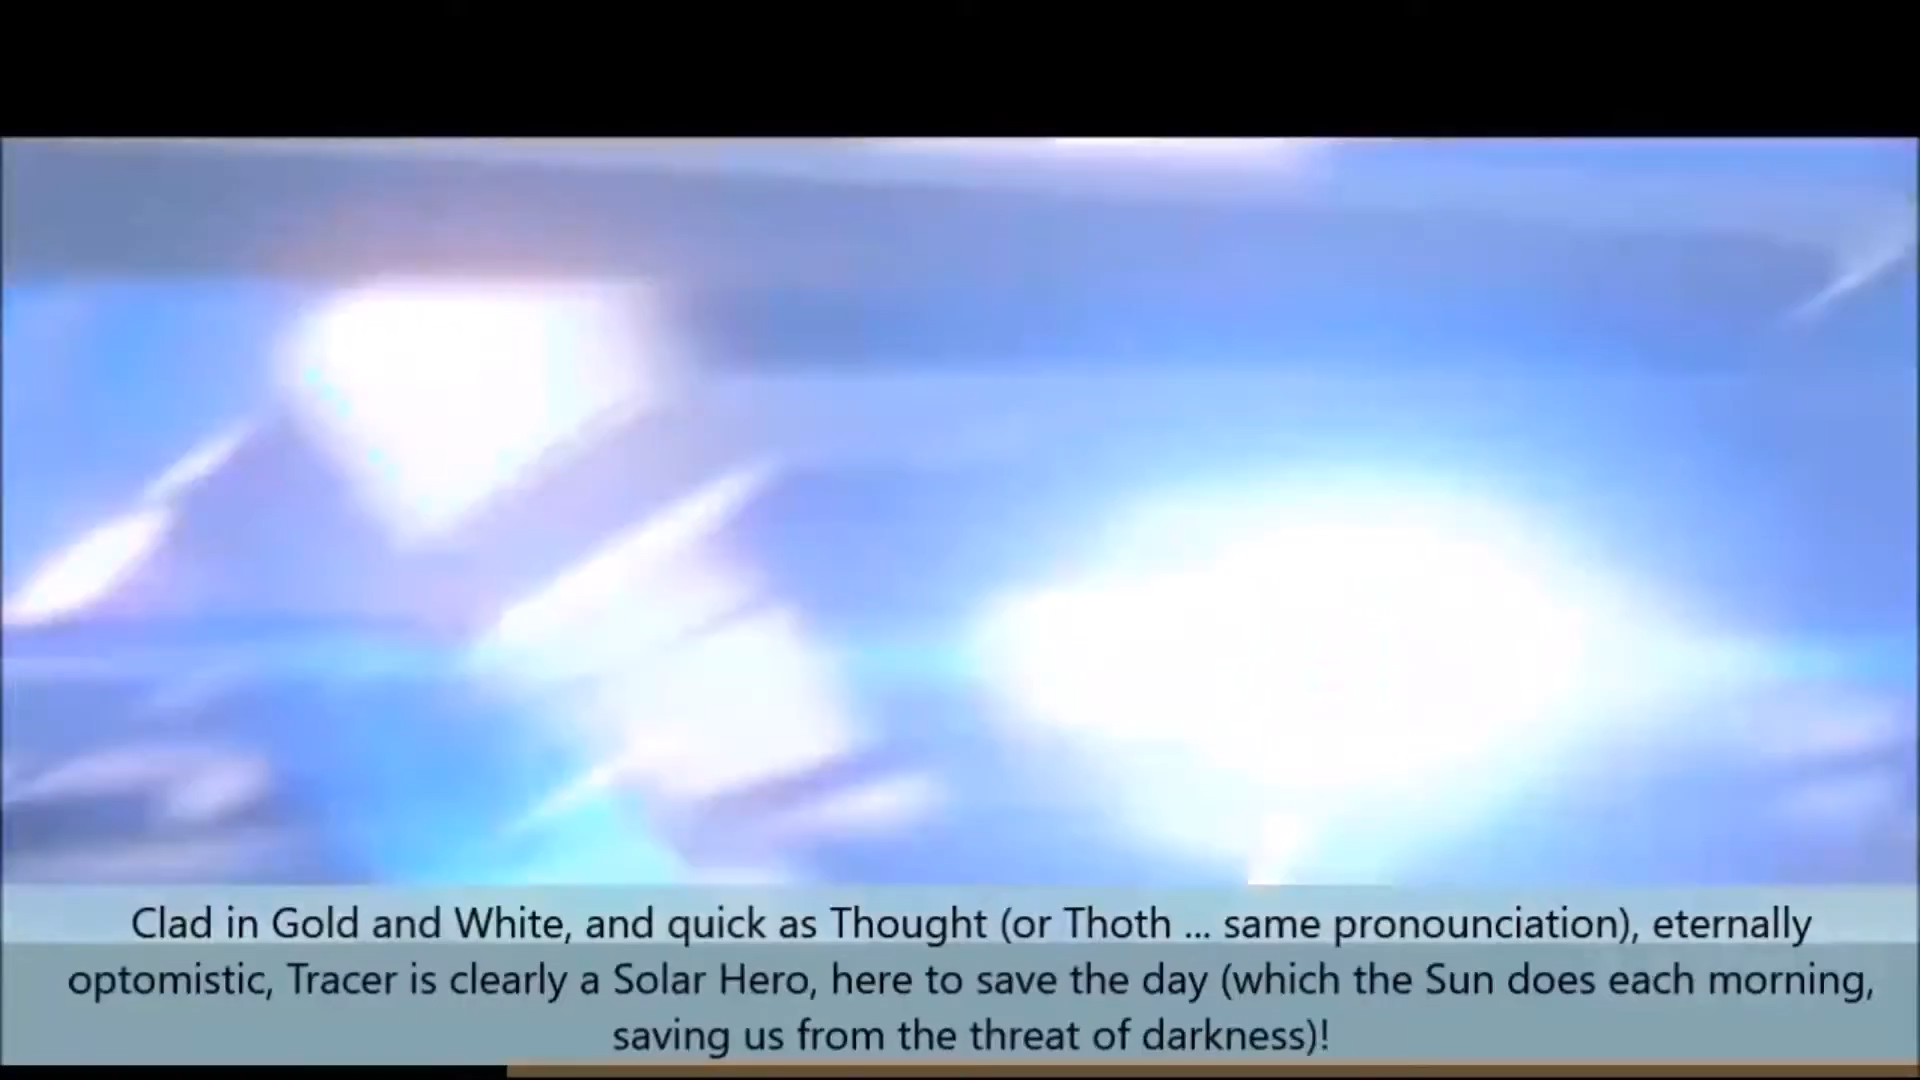 Clad in Gold and White, and quick as Thought (or Thoth ... same pronounciation), eternally
optomistic, Tracer is clearly a Solar Hero, here to save the day (which the Sun does each morning,
saving us from the threat of darkness)!